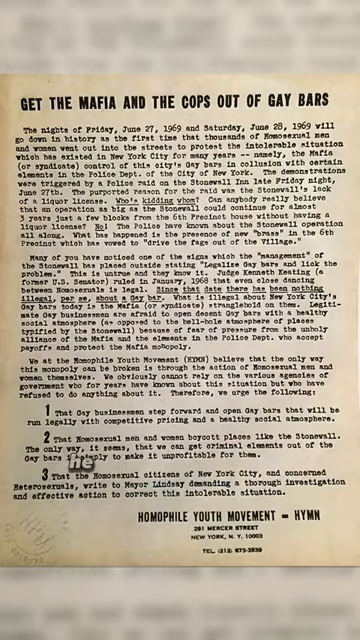 GET THE MAFIA AND THE COPS OUT OF GAY BARS
The nights of Friday, June 27, 1969 and Saturday, June 28, 1969 will
go down in history as the first time that thousands of Homosexual men
and women went out into the streets to protest the intolerable situation
which has existed in New York City for many years -- namely, the Mafia
(or syndicate) control of this city's Gay bars in collusion with certain
elements in the Police Dept. of the City of New York. The demonstrations
were triggered by a Police raid on the Stonewall Inn late Friday night,
June 27th. The purported reason for the raid was the Stonewall's lack
of a liquor license. Who's kidding whom? Can anybody really believe
that an operation as big as the Stonewall could continue for almost
3 years just a few blocks from the 6th Precinct house without having a
liquor license? No! The Police have known about the Stonewall operation
all along. What has happened is the presence of new "brass" in the 6th
Precinct which has vowed to "drive the fags out of the Village."
Many of you have noticed one of the signs which the "management" of
the Stonewall has placed outside stating "Legalize Gay bars and lick the
problem." This is untrue and they know it. Judge Kenneth Keating (a
former U.S. Senator) ruled in January, 1968 that even close dancing
between Homosexuals is legal. Since that date there has been nothing
illegal, per se, about a Gay bar. What is illegal about New York City's
Gay bars today is the Mafia (or syndicate) stranglehold on them. Legiti-
mate Gay businessmen are afraid to open decent Gay bars with a healthy
social atmosphere (as opposed to the hell-hole atmosphere of places
typified by the Stonewall) because of fear of pressure from the unholy
alliance of the Mafia and the elements in the Police Dept. who accept
payoffs and protect the Mafia monopoly.
We at the Homophile Youth Movement (HYMN) believe that the only way
this monopoly can be broken is through the action of Homosexual men and
women themselves. We obviously cannot rely on the various agencies of
government who for years have known about this situation but who have
refused to do anything about it. Therefore, we urge the following:
1 That Gay businessmen step forward and open Gay bars that will be
run legally with competitive pricing and a healthy social atmosphere.
2 That Homosexual men and women boycott places like the Stonewall.
The only way, it seems, that we can get criminal elements out of the
Gay bars to make it unprofitable for them.
he
3 That the Homosexual citizens of New York City, and concerned
Heterosexuals, write to Mayor Lindsay demanding a thorough investigation
and effective action to correct this intolerable situation.
HOMOPHILE YOUTH MOVEMENT - HYMN
291 MERCER STREET
NEW YORK, N. Y. 10003
TEL. (212) 673-3539